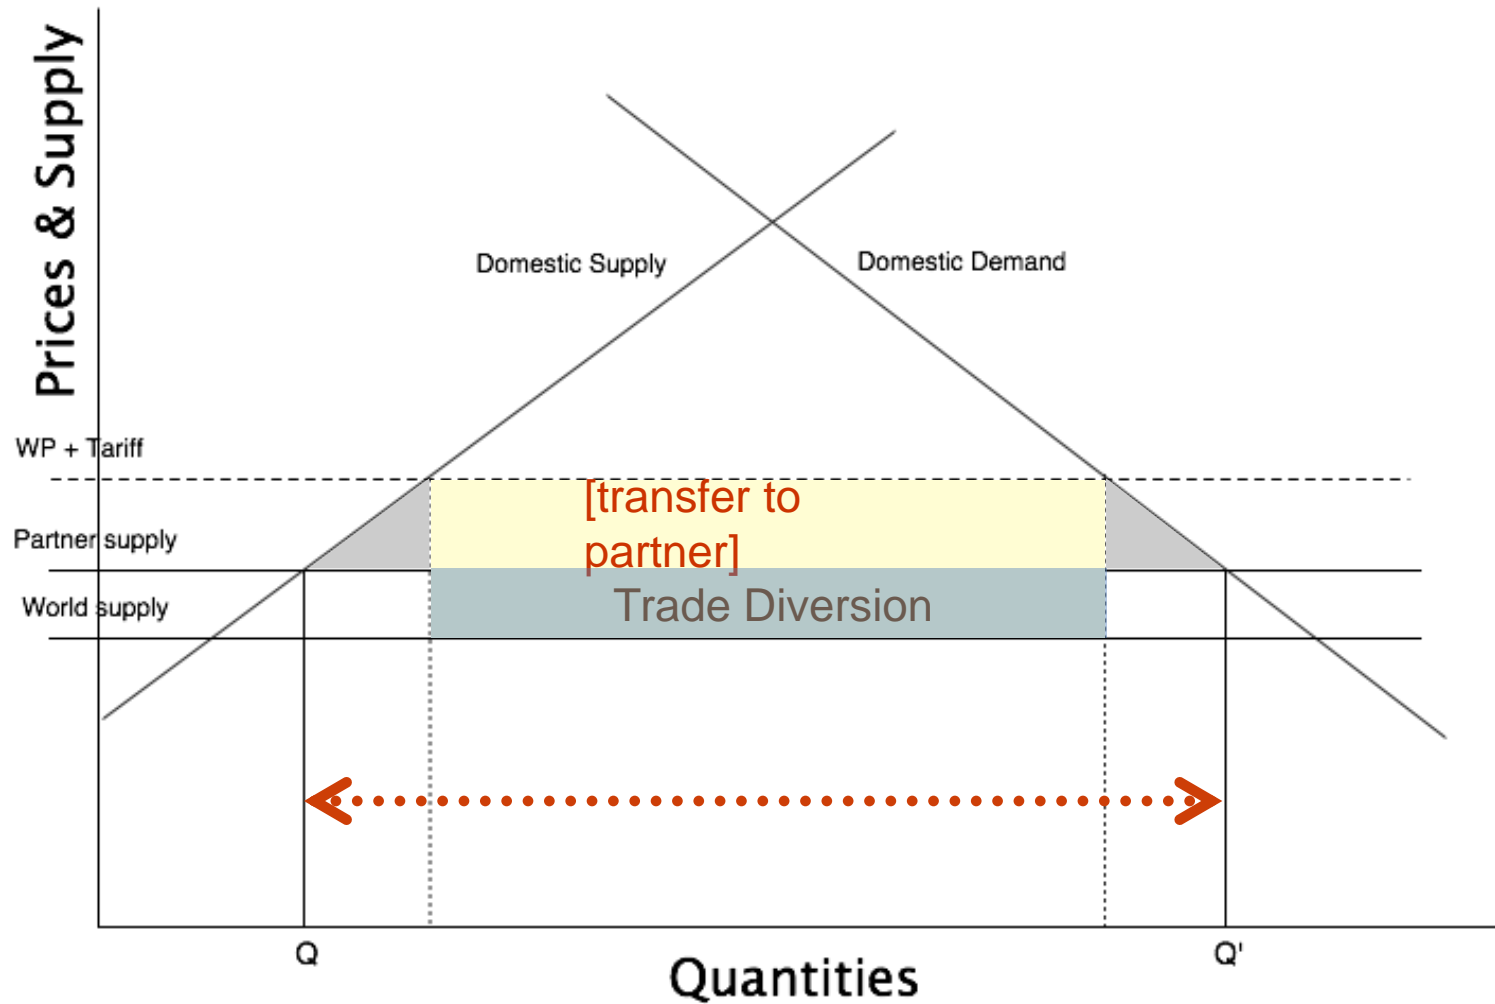 Prices & Supply
Domestic Supply
Domestic Demand
WP + Tariff
[transfer to
partner]
Partner supply
Trade Diversion
World supply
Q
Q'
Quantities